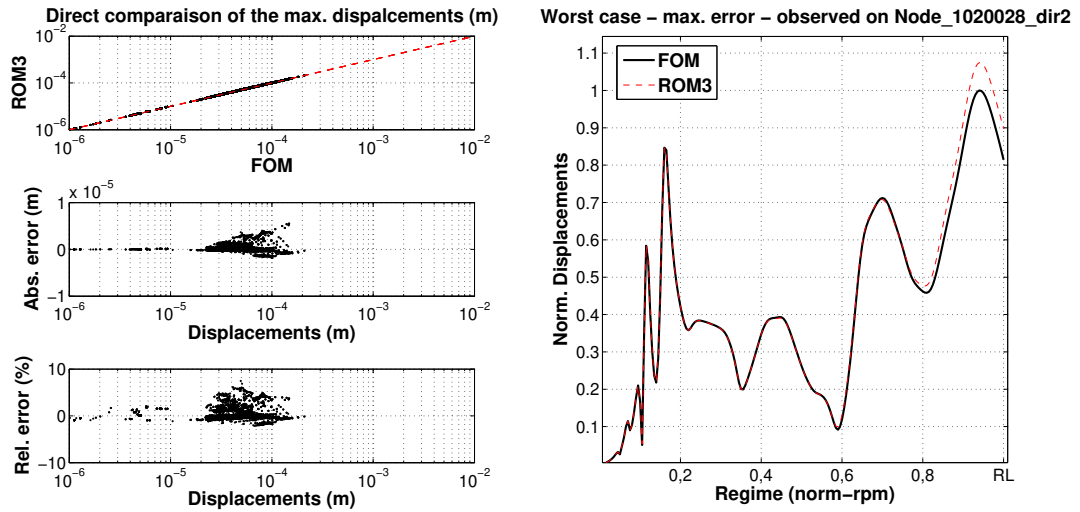 Direct comparaison of the max. dispalcements (m)
10^−2
10^−4
10^−6
ROM3
10^−6 10^−5 10^−4 10^−3 10^−2
FOM
x 10^−5
1
0
−1
Abs. error (m)
10^−6 10^−5 10^−4 10^−3 10^−2
Displacements (m)
10
0
−10
Rel. error (%)
10^−6 10^−5 10^−4 10^−3 10^−2
Displacements (m)
Worst case − max. error − observed on Node_1020028_dir2
FOM
ROM3
1.1
1
0.9
0.8
0.7
0.6
0.5
0.4
0.3
0.2
0.1
Norm. Displacements
0,2 0,4 0,6 0,8 RL
Regime (norm−rpm)